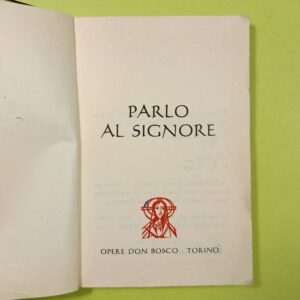 PARLO
AL SIGNORE
OPERE DON BOSCO - TORINO